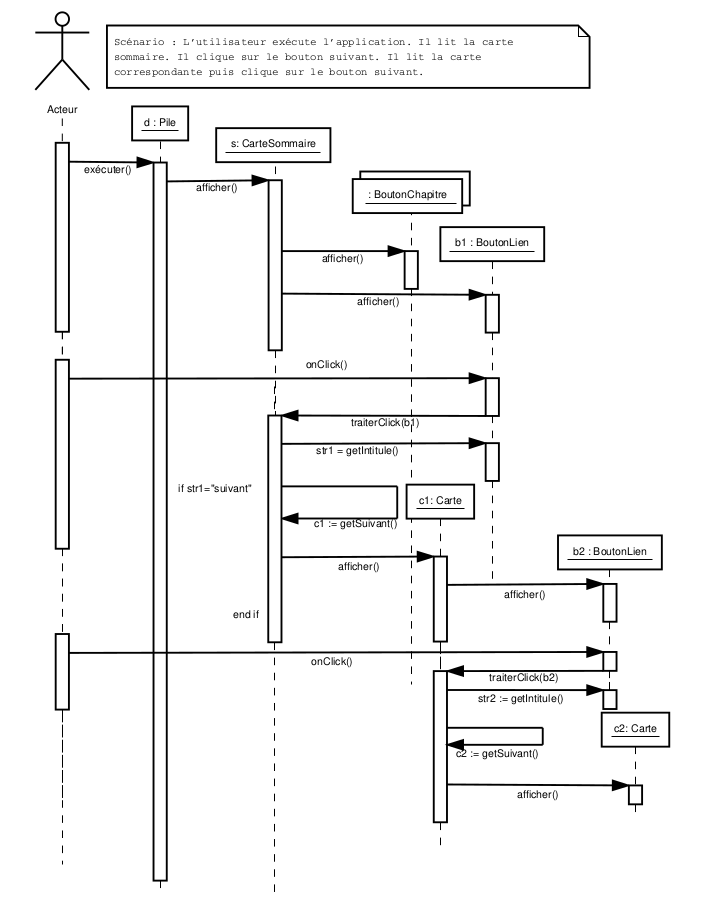 Scénario : L'utilisateur exécute l'application. Il lit la carte
sommaire. Il clique sur le bouton suivant. Il lit la carte
correspondante puis clique sur le bouton suivant.
Acteur
d : Pile
s: CarteSommaire
exécuter()
afficher()
: BoutonChapitre
b1 : BoutonLien
afficher()
afficher()
onClick()
traiterClick(b1)
str1 = getIntitule()
if str1="suivant"
c1: Carte
c1 := getSuivant()
b2 : BoutonLien
afficher()
afficher()
end if
onClick()
traiterClick(b2)
str2 := getIntitule()
c2: Carte
c2 := getSuivant()
afficher()